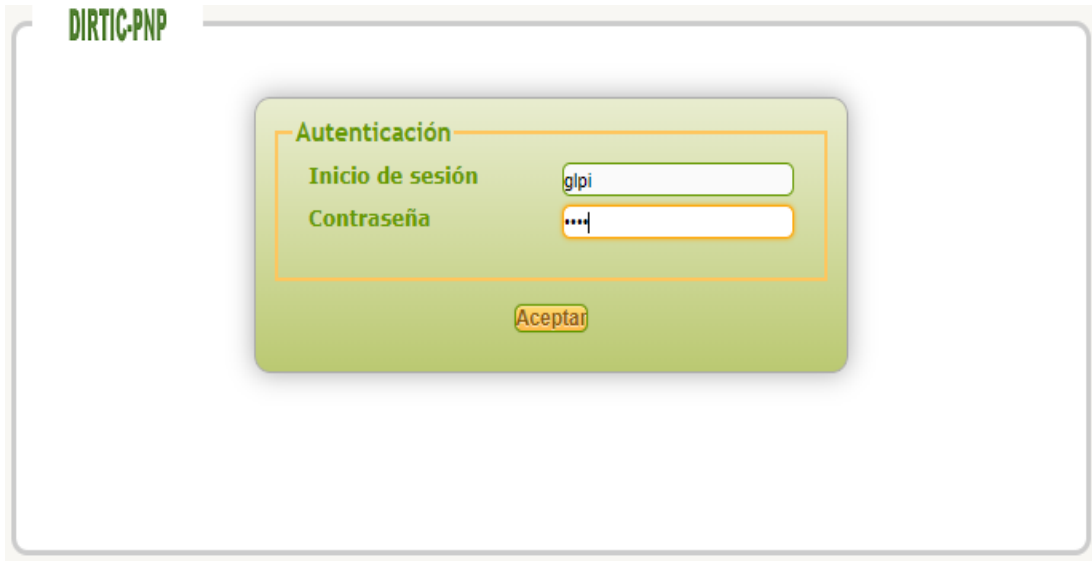 DIRTIC-PNP
Autenticación
Inicio de sesión glpi
Contraseña ••••
Aceptar